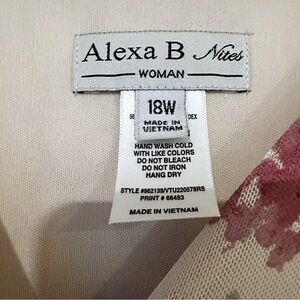 Alexa B Nites
WOMAN
18W
MADE IN
VIETNAM
HAND WASH COLD
WITH LIKE COLORS
DO NOT BLEACH
DO NOT IRON
HANG DRY
STYLE #962139/VTU220578RS
PRINT # 66483
MADE IN VIETNAM